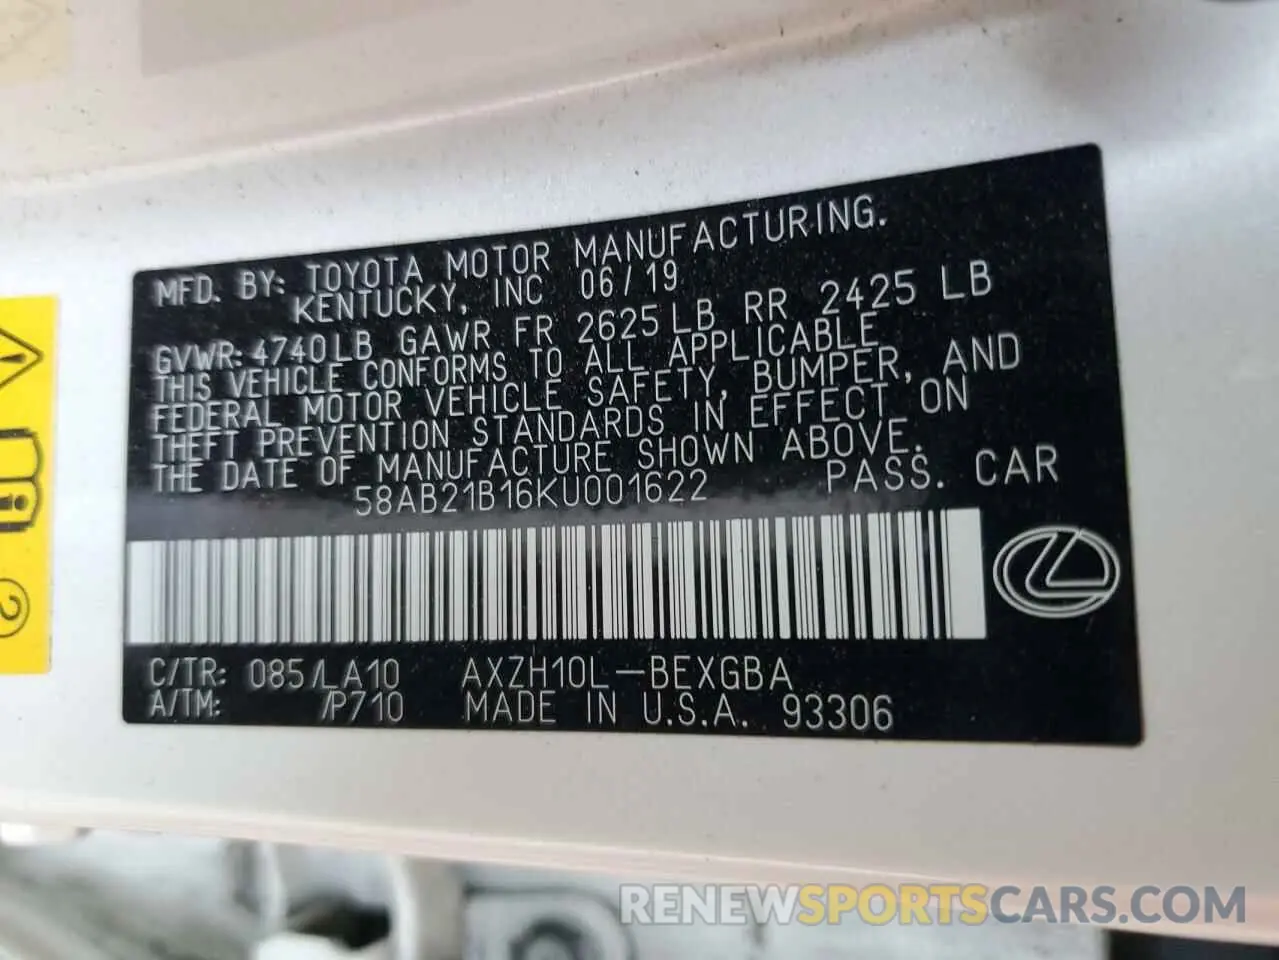 MFD. BY: TOYOTA MOTOR MANUFACTURING.
KENTUCKY, INC 06/19
GVWR: 4740LB GAWR FR 2625LB RR 2425 LB
THIS VEHICLE CONFORMS TO ALL APPLICABLE
FEDERAL MOTOR VEHICLE SAFETY, BUMPER, AND
THEFT PREVENTION STANDARDS IN EFFECT ON
THE DATE OF MANUFACTURE SHOWN ABOVE.
58AB21B16KU001622 PASS. CAR
C/TR: 085/LA10 AXZH10L-BEXGBA
A/TM: /P710 MADE IN U.S.A. 93306
2
RENEWSPORTSCARS.COM